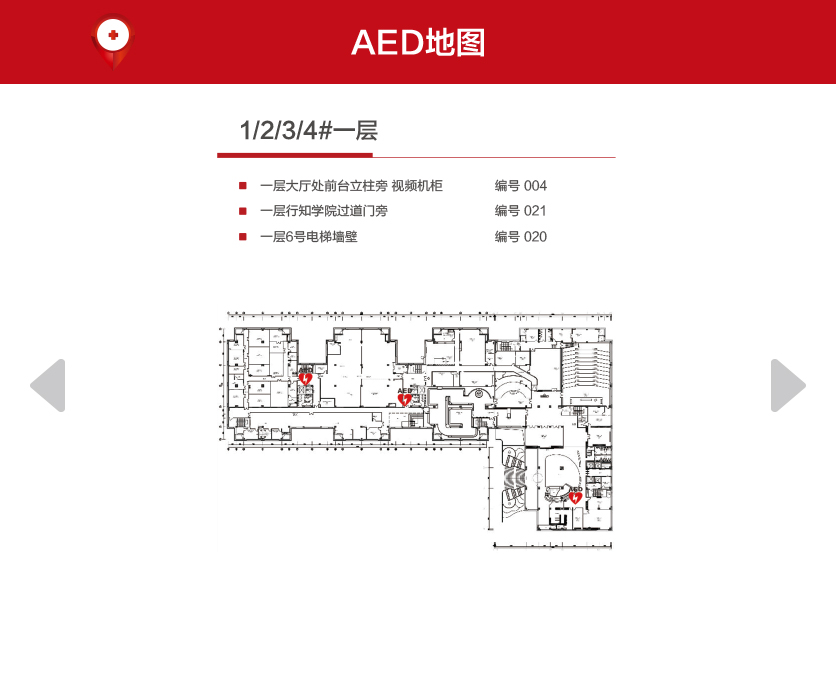 AED地图
1/2/3/4#一层
一层大厅处前台立柱旁 视频机柜 编号 004
一层行知学院过道门旁 编号 021
一层6号电梯墙壁 编号 020
AED
AED
AED